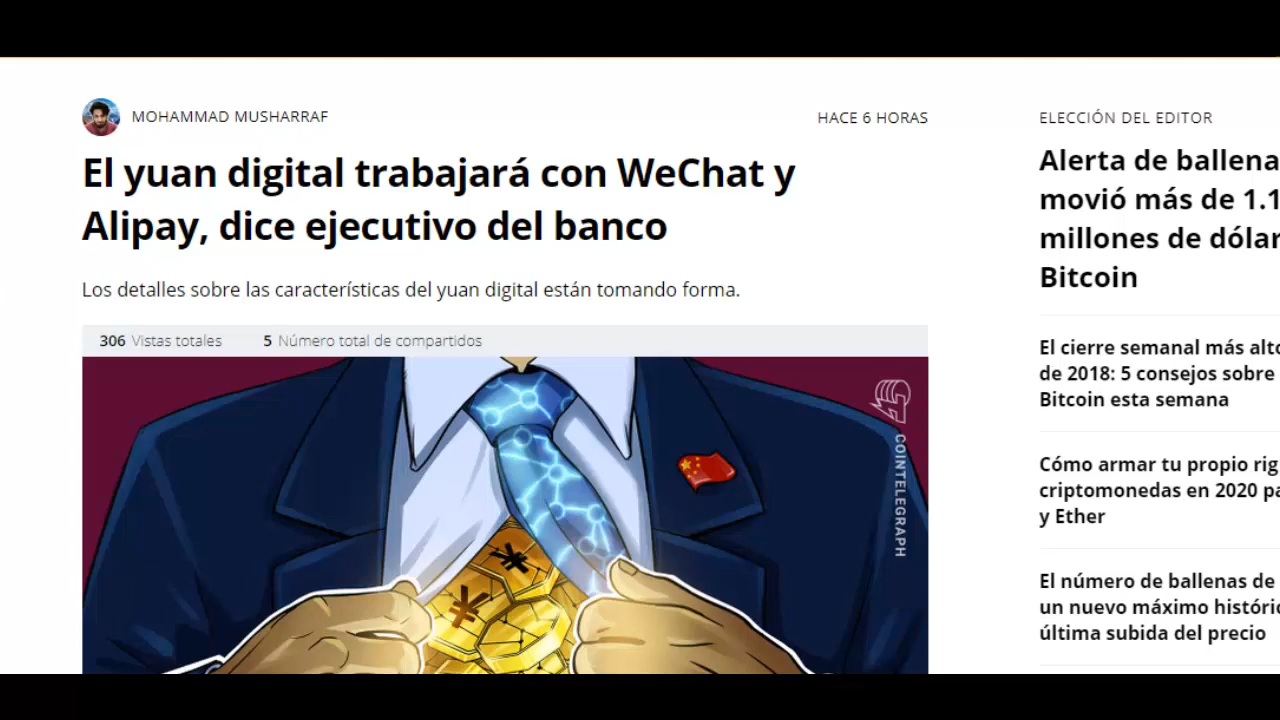 MOHAMMAD MUSHARRAF
HACE 6 HORAS
El yuan digital trabajará con WeChat y
Alipay, dice ejecutivo del banco
Los detalles sobre las características del yuan digital están tomando forma.
306 Vistas totales 5 Número total de compartidos
COINTELEGRAPH
ELECCIÓN DEL EDITOR
Alerta de ballena
movió más de 1.1
millones de dólar
Bitcoin
El cierre semanal más alto
de 2018: 5 consejos sobre
Bitcoin esta semana
Cómo armar tu propio rig
criptomonedas en 2020 pa
y Ether
El número de ballenas de
un nuevo máximo históric
última subida del precio